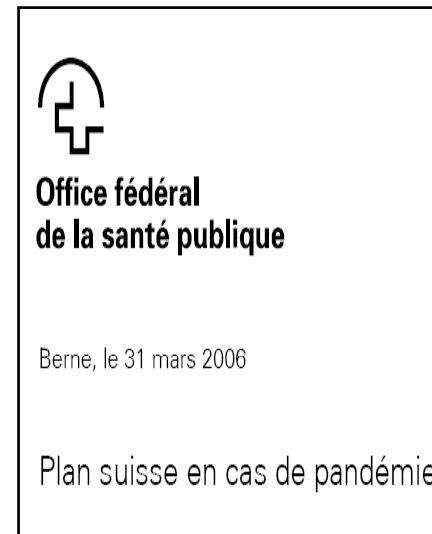 Office fédéral
de la santé publique
Berne, le 31 mars 2006
Plan suisse en cas de pandémie